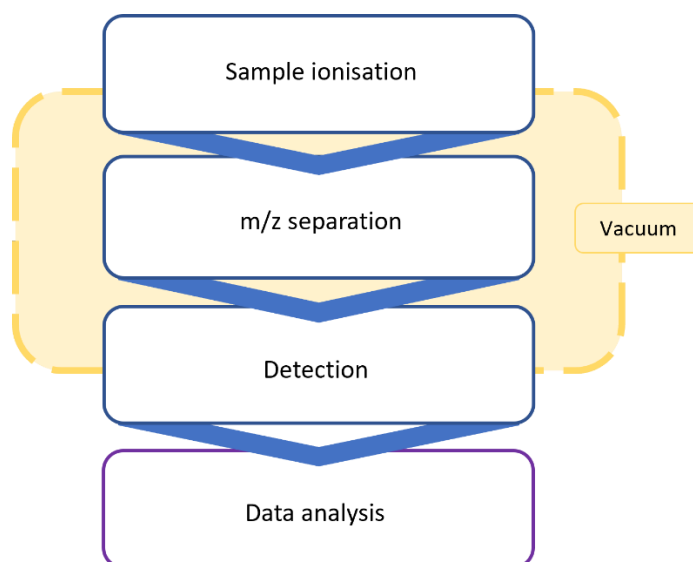 Sample ionisation
m/z separation
Vacuum
Detection
Data analysis